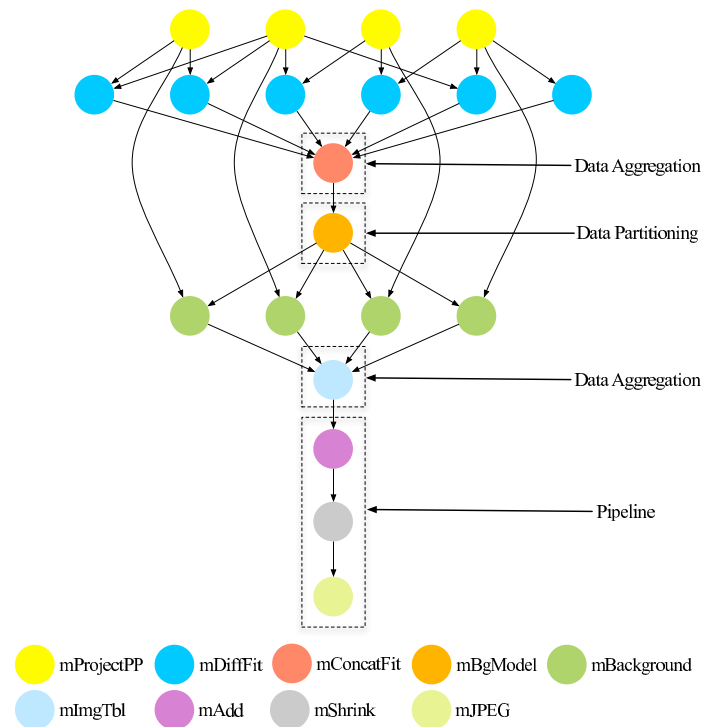 Data Aggregation
Data Partitioning
Data Aggregation
Pipeline
mProjectPP mDiffFit mConcatFit mBgModel mBackground
mImgTbl mAdd mShrink mJPEG